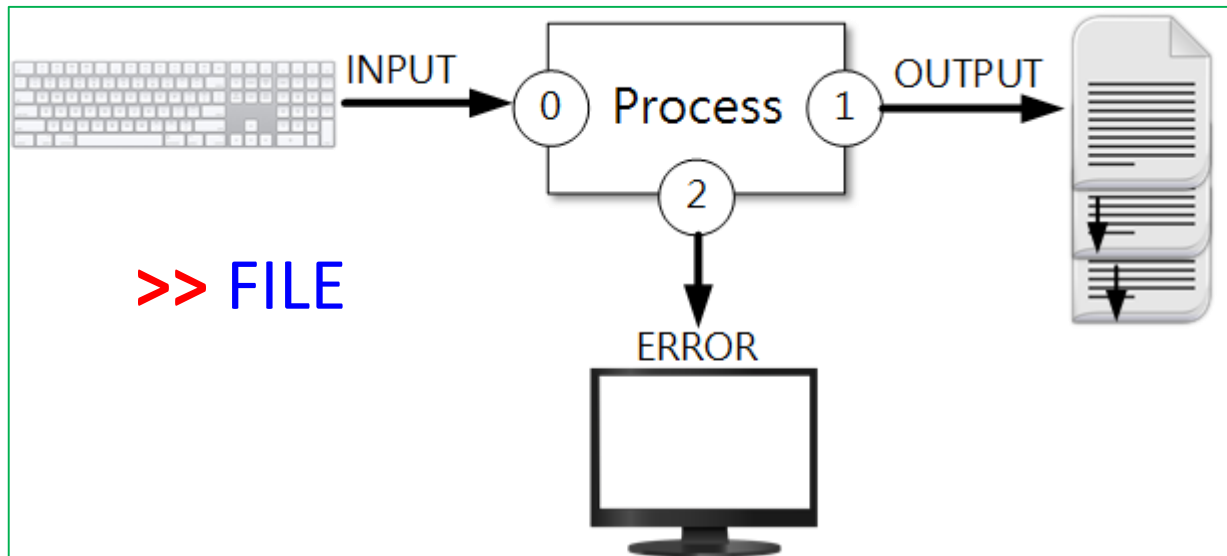 INPUT
0
Process
1
OUTPUT
2
>> FILE
ERROR